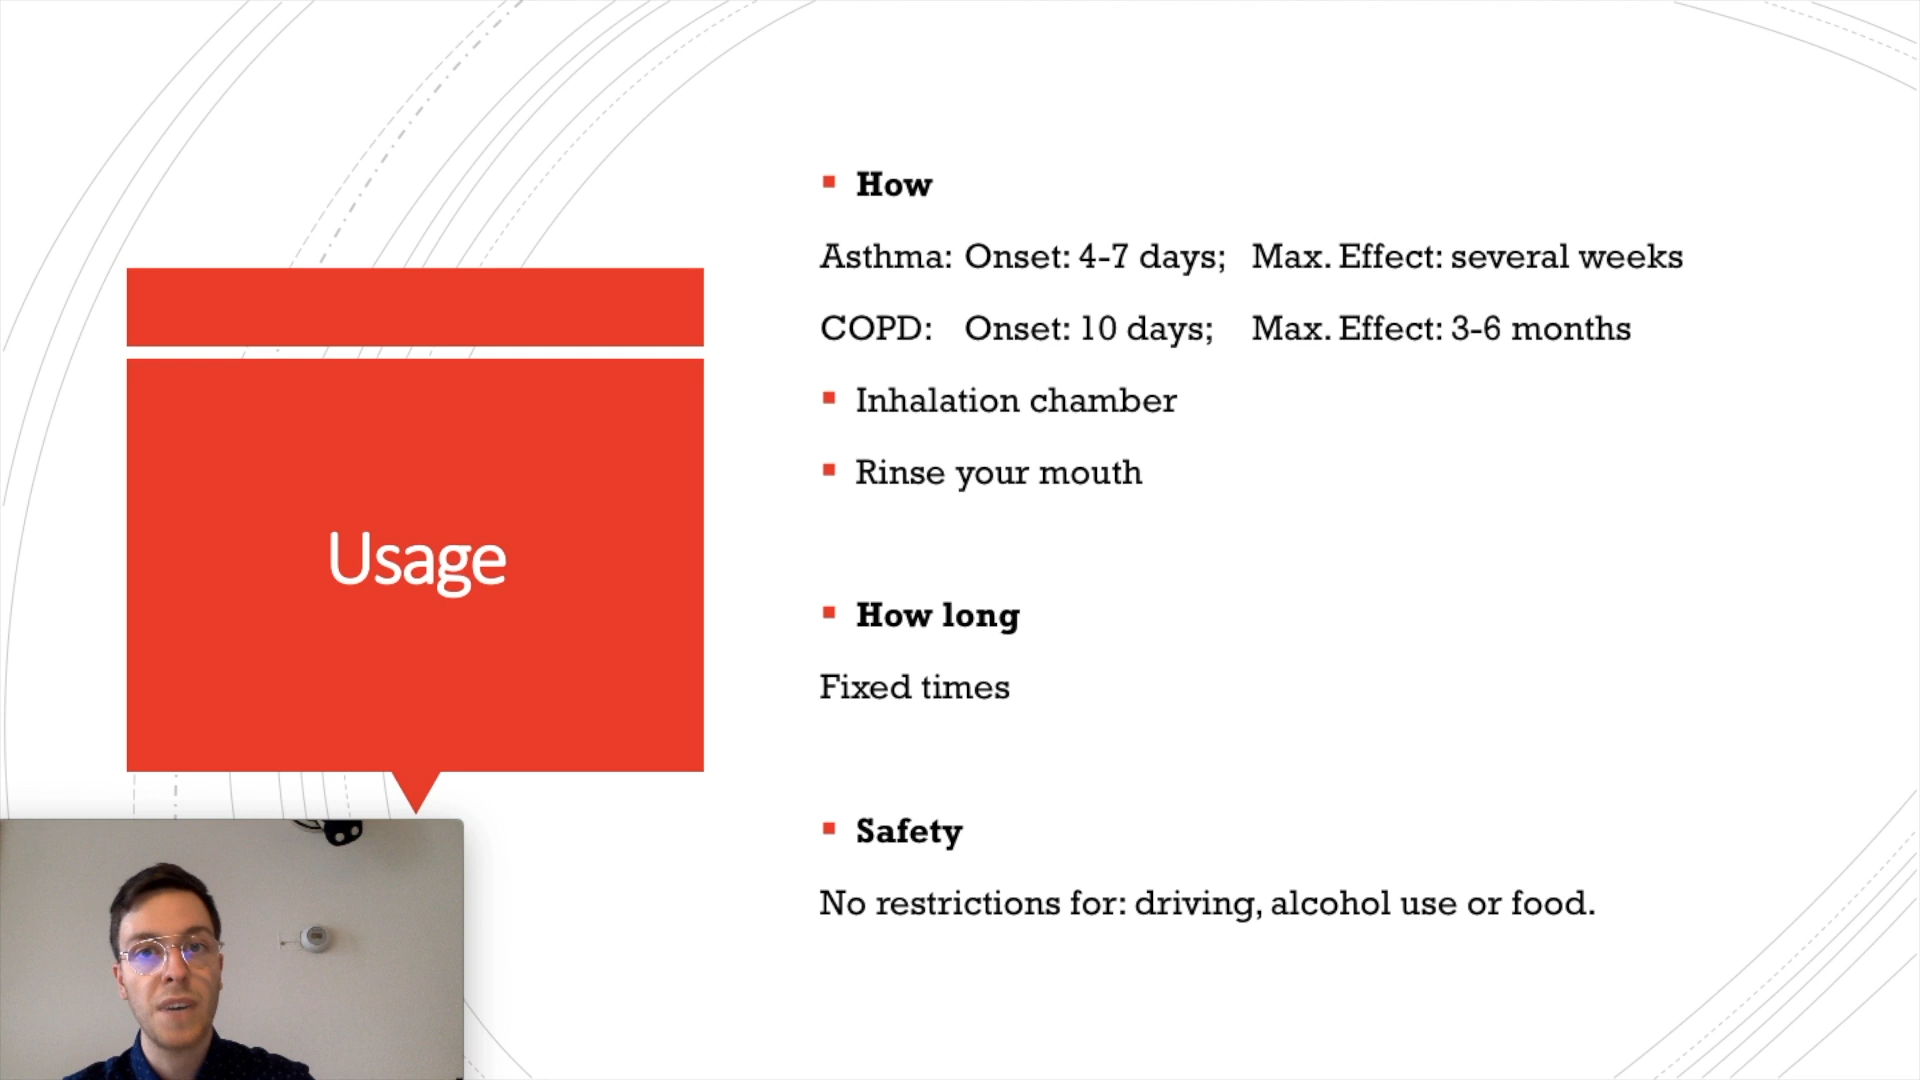 Usage
How
Asthma: Onset: 4-7 days; Max. Effect: several weeks
COPD: Onset: 10 days; Max. Effect: 3-6 months
Inhalation chamber
Rinse your mouth
How long
Fixed times
Safety
No restrictions for: driving, alcohol use or food.